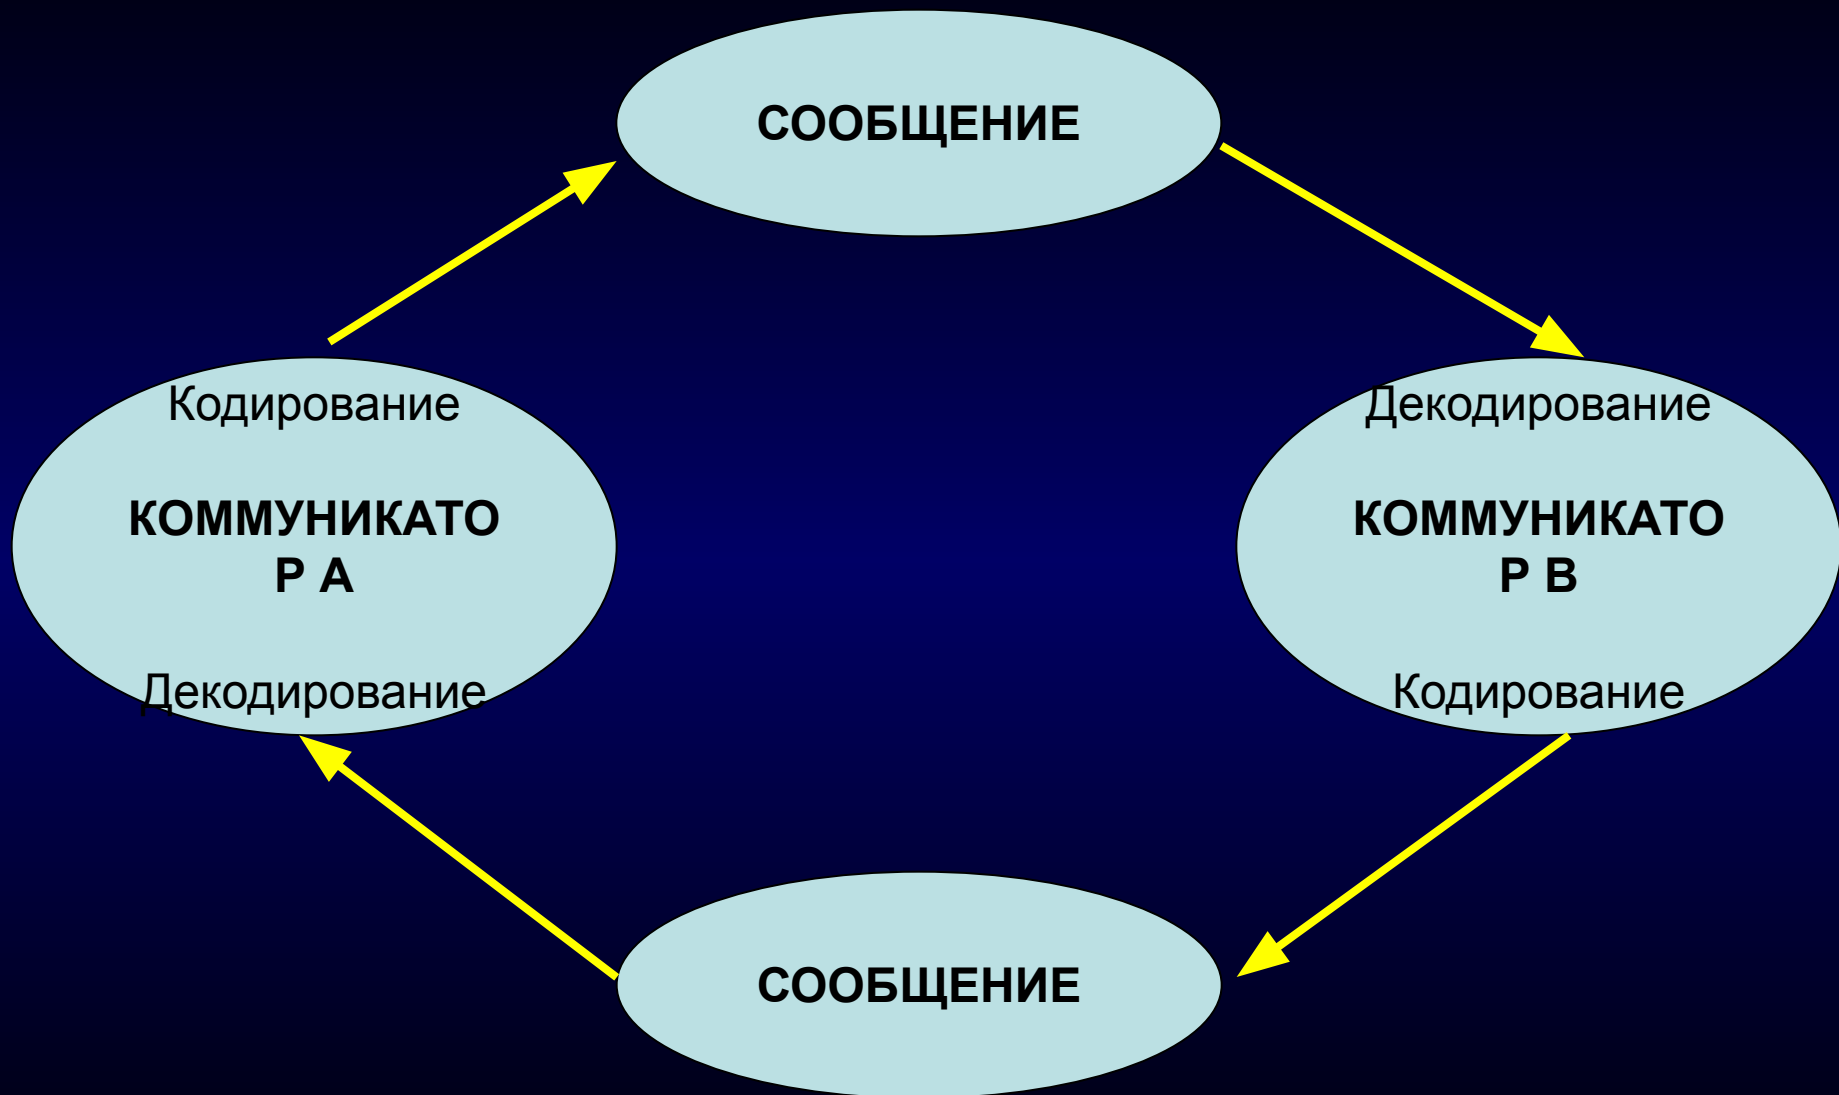 СООБЩЕНИЕ
Кодирование
КОММУНИКАТО
Р А
Декодирование
Декодирование
КОММУНИКАТО
Р В
Кодирование
СООБЩЕНИЕ